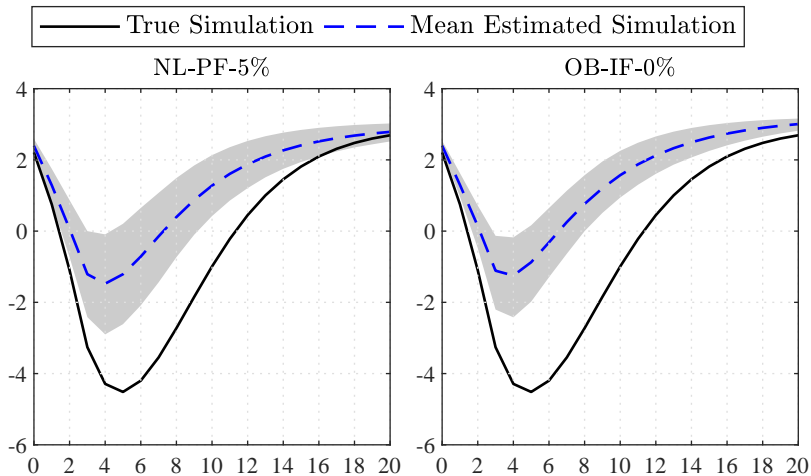 True Simulation Mean Estimated Simulation
NL-PF-5% OB-IF-0%
4 4
2 2
0 0
-2 -2
-4 -4
-6 -6
0 2 4 6 8 10 12 14 16 18 20 0 2 4 6 8 10 12 14 16 18 20